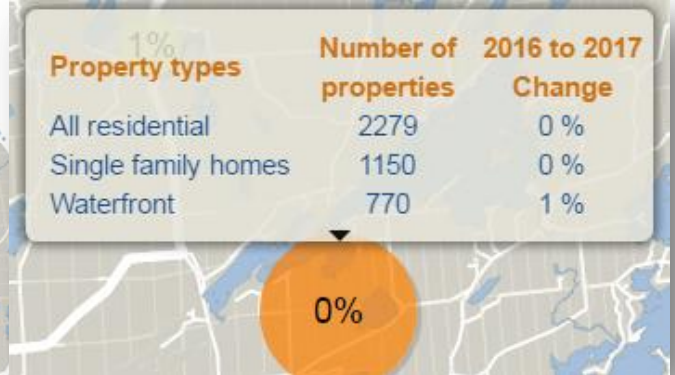 1%
Property types Number of properties 2016 to 2017 Change
All residential 2279 0 %
Single family homes 1150 0 %
Waterfront 770 1 %
0%